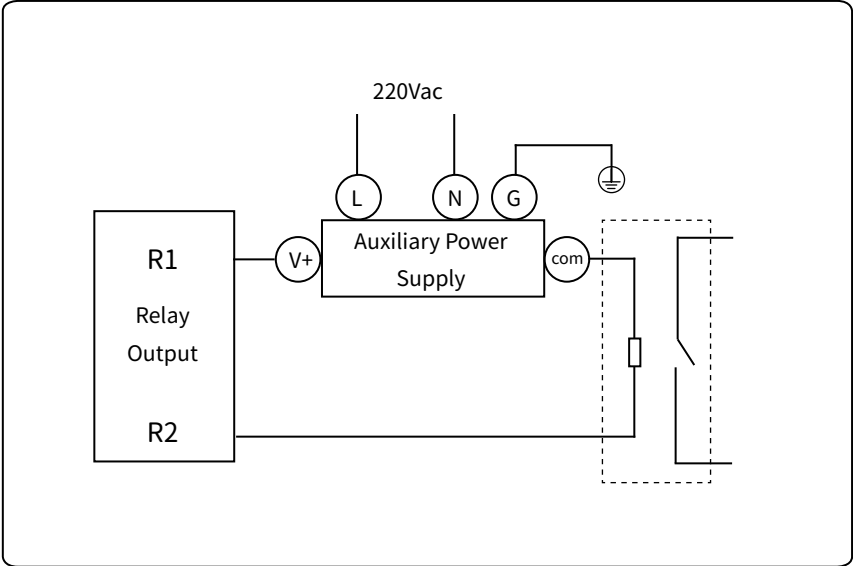 220Vac
L
N
G
Auxiliary Power
Supply
V+
com
R1
Relay
Output
R2